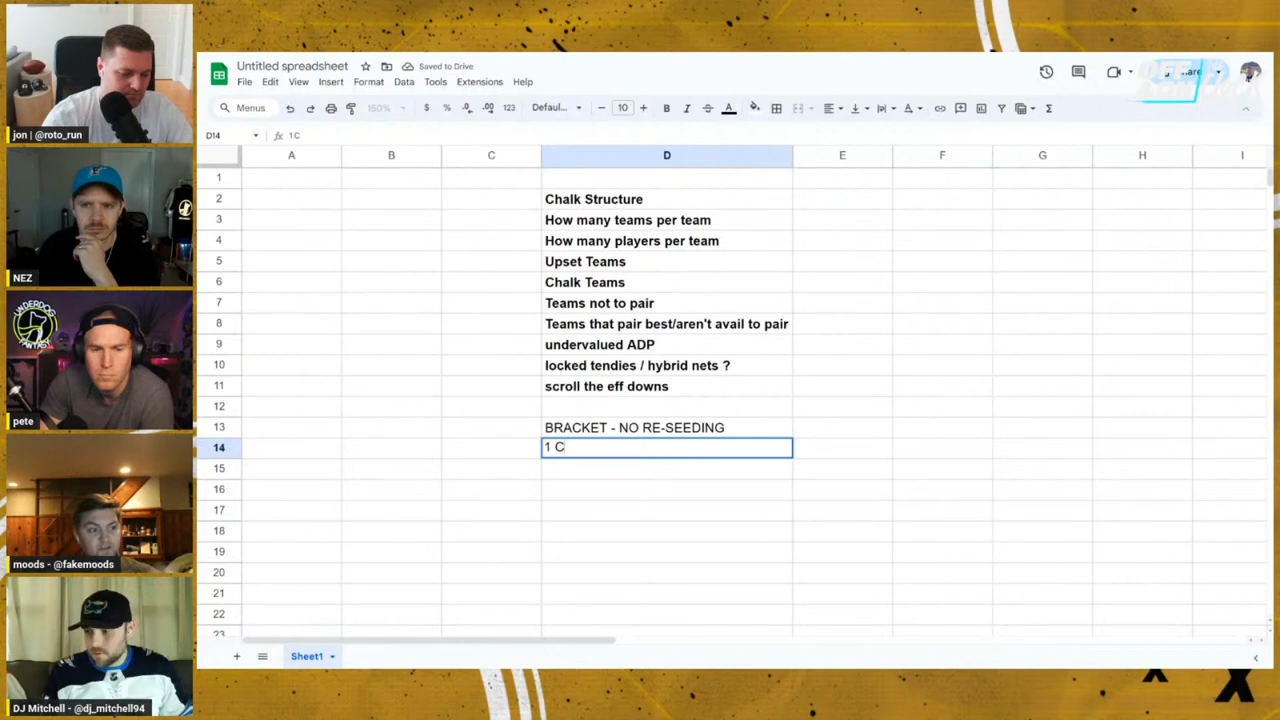 jon | @roto_run
NEZ
UNDERDOG
FANTASY
pete
moods - @fakemoods
DJ Mitchell - @dj_mitchell94
Untitled spreadsheet
Saved to Drive
File Edit View Insert Format Data Tools Extensions Help
Menus 150% $ % .0 .00 123 Defaul... 10 B I S A
D14 fx 1 C
A B C D E F G H I
1
2 Chalk Structure
3 How many teams per team
4 How many players per team
5 Upset Teams
6 Chalk Teams
7 Teams not to pair
8 Teams that pair best/aren't avail to pair
9 undervalued ADP
10 locked tendies / hybrid nets ?
11 scroll the eff downs
12
13 BRACKET - NO RE-SEEDING
14 1 C
15
16
17
18
19
20
21
22
23
Sheet1